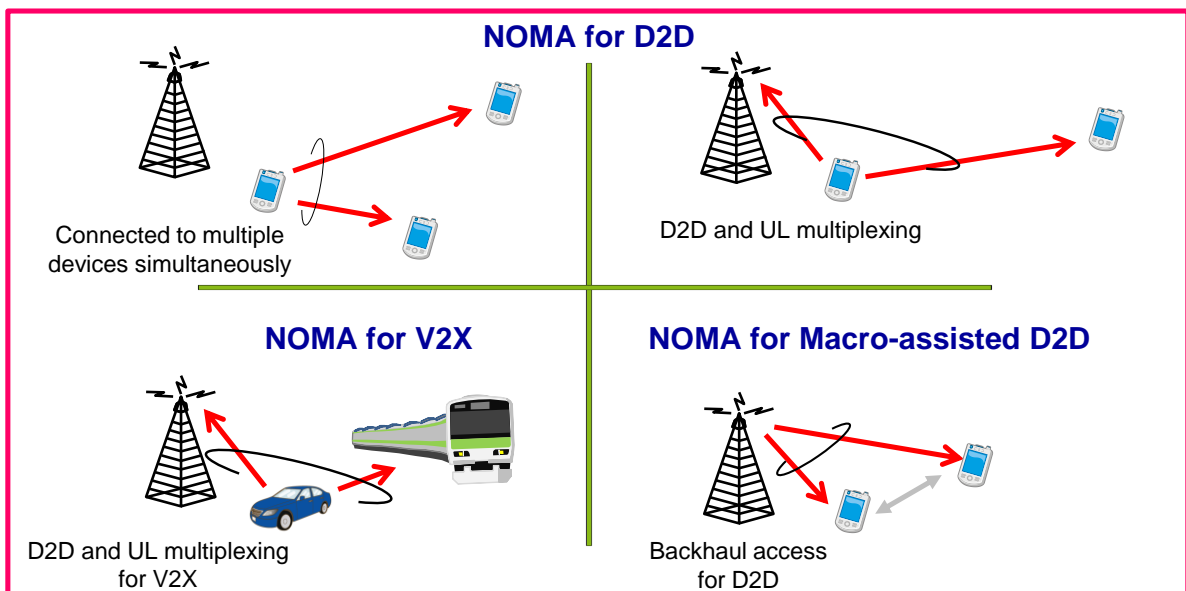 NOMA for D2D
Connected to multiple
devices simultaneously
D2D and UL multiplexing
NOMA for V2X
D2D and UL multiplexing
for V2X
NOMA for Macro-assisted D2D
Backhaul access
for D2D